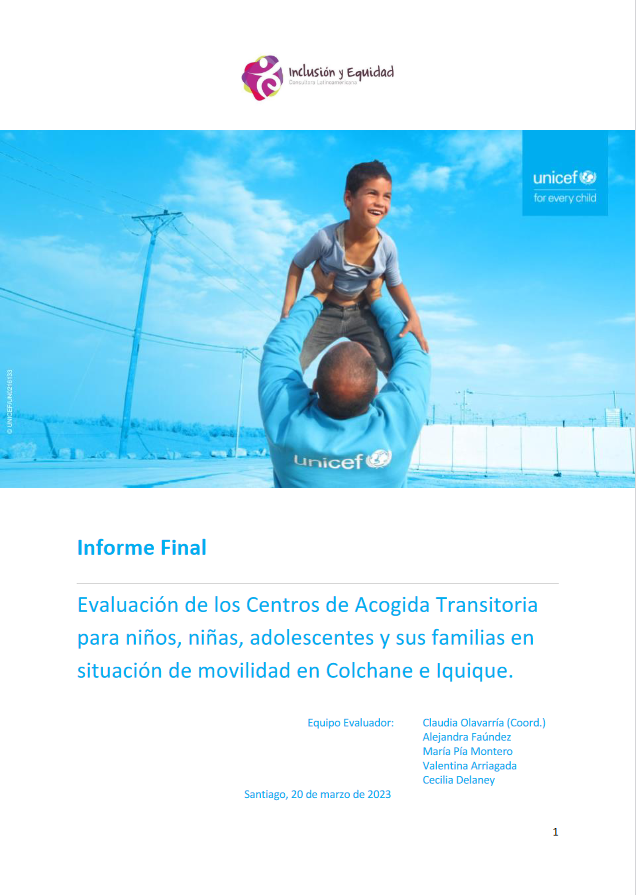 Inclusión y Equidad
Consultora Latinoamericana
unicef
for every child
© UNICEF/UN0216133
unicef
Informe Final
Evaluación de los Centros de Acogida Transitoria
para niños, niñas, adolescentes y sus familias en
situación de movilidad en Colchane e Iquique.
Equipo Evaluador: Claudia Olavarría (Coord.)
Alejandra Faúndez
María Pía Montero
Valentina Arriagada
Cecilia Delaney
Santiago, 20 de marzo de 2023
1